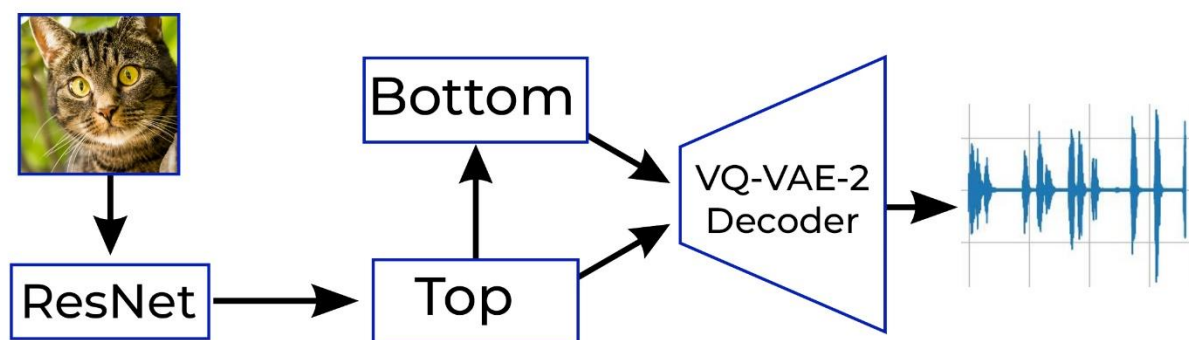 Bottom
VQ-VAE-2
Decoder
ResNet
Top